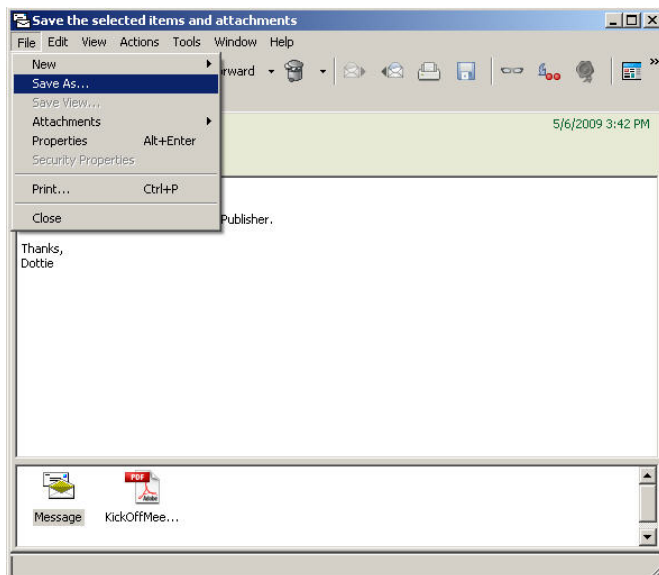 Save the selected items and attachments
File Edit View Actions Tools Window Help
New
rward
Save As...
Save View...
Attachments
5/6/2009 3:42 PM
Properties Alt+Enter
Security Properties
Print... Ctrl+P
Close
Publisher.
Thanks,
Dottie
PDF
Adobe
Message KickOffMee...